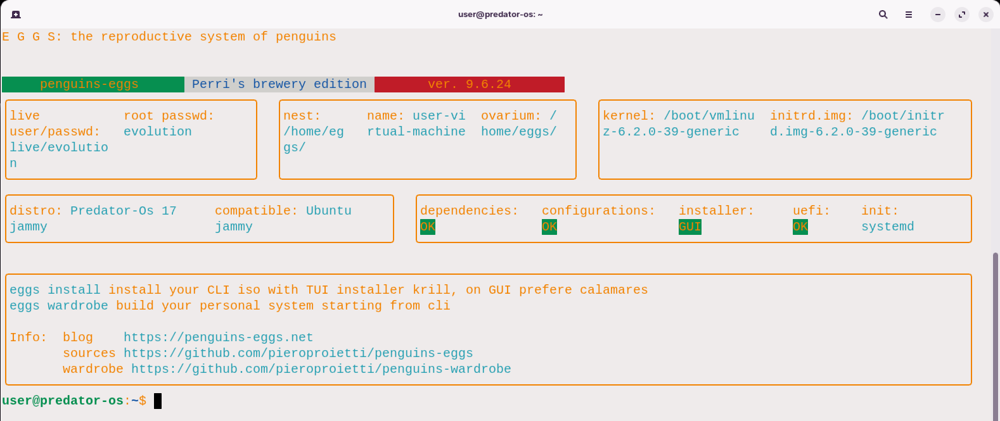 user@predator-os: ~
E G G S: the reproductive system of penguins
penguins-eggs Perri's brewery edition ver. 9.6.24
live root passwd: nest: name: user-vi ovarium: / kernel: /boot/vmlinu initrd.img: /boot/initr
user/passwd: evolution /home/eg rtual-machine home/eggs/ z-6.2.0-39-generic d.img-6.2.0-39-generic
live/evolutio gs/
n
distro: Predator-Os 17 compatible: Ubuntu dependencies: configurations: installer: uefi: init:
jammy jammy OK OK GUI OK systemd
eggs install install your CLI iso with TUI installer krill, on GUI prefere calamares
eggs wardrobe build your personal system starting from cli
Info: blog https://penguins-eggs.net
sources https://github.com/pieroproietti/penguins-eggs
wardrobe https://github.com/pieroproietti/penguins-wardrobe
user@predator-os:~$